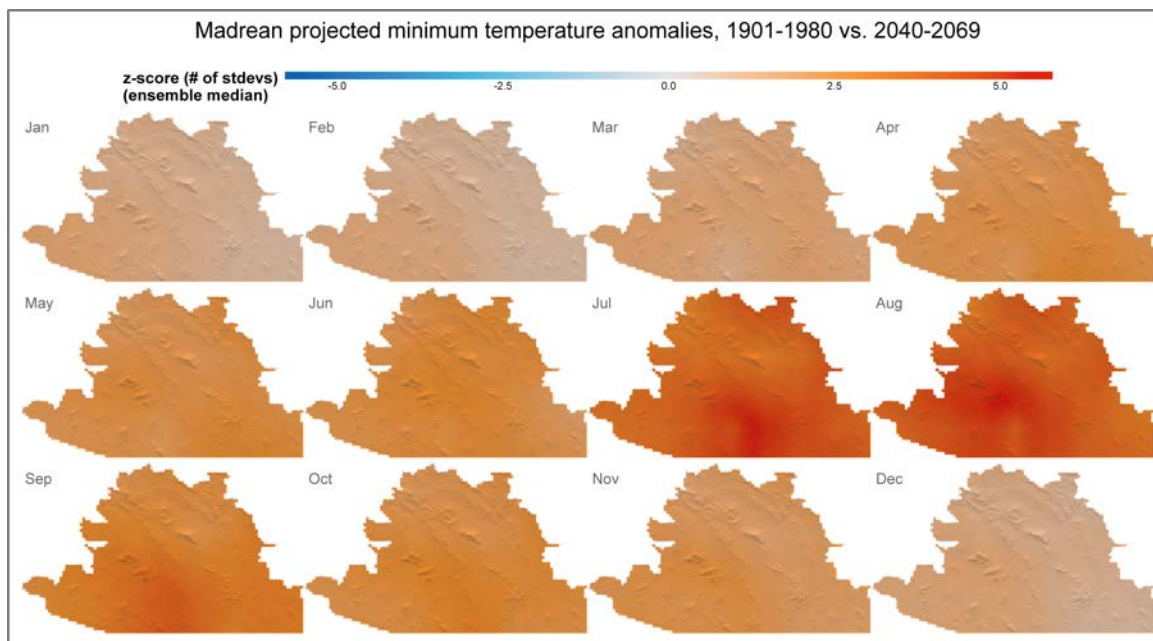 Madrean projected minimum temperature anomalies, 1901-1980 vs. 2040-2069
z-score (# of stdevs)
(ensemble median)
-5.0 -2.5 0.0 2.5 5.0
Jan Feb Mar Apr
May Jun Jul Aug
Sep Oct Nov Dec